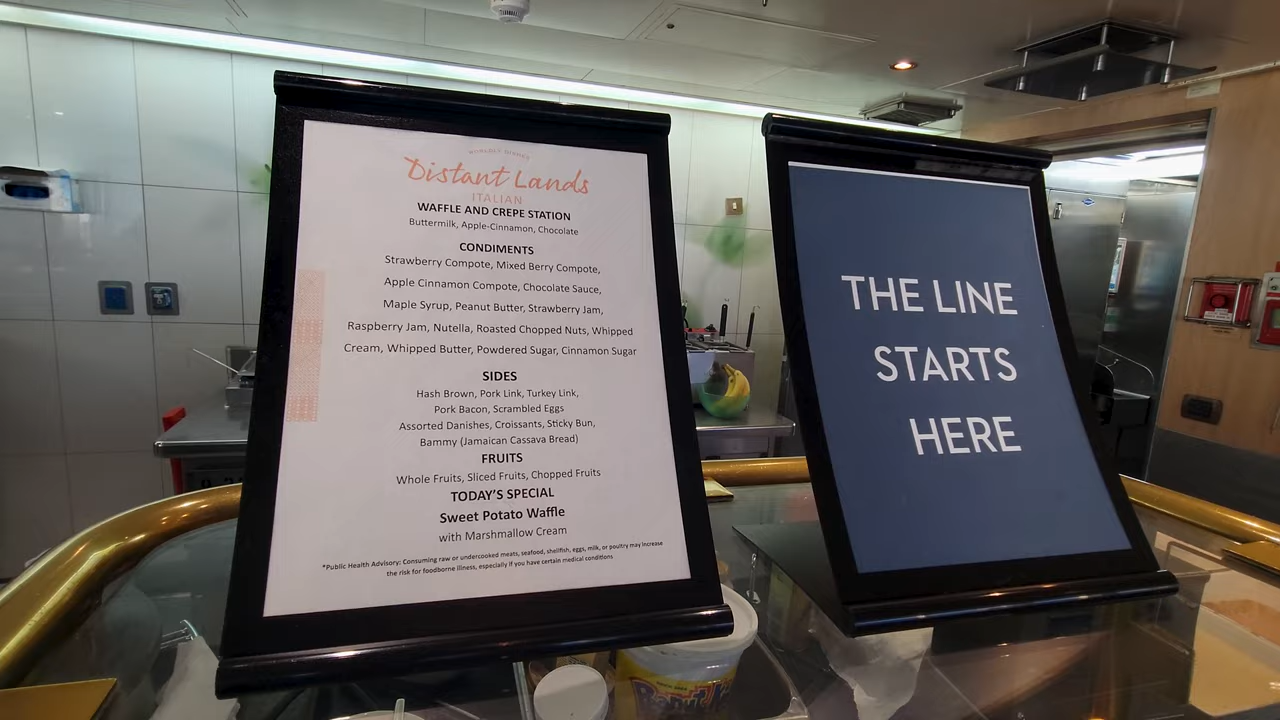 WORLDLY DISHES
Distant Lands
ITALIAN
WAFFLE AND CREPE STATION
Buttermilk, Apple-Cinnamon, Chocolate
CONDIMENTS
Strawberry Compote, Mixed Berry Compote,
Apple Cinnamon Compote, Chocolate Sauce,
Maple Syrup, Peanut Butter, Strawberry Jam,
Raspberry Jam, Nutella, Roasted Chopped Nuts, Whipped
Cream, Whipped Butter, Powdered Sugar, Cinnamon Sugar
SIDES
Hash Brown, Pork Link, Turkey Link,
Pork Bacon, Scrambled Eggs
Assorted Danishes, Croissants, Sticky Bun,
Bammy (Jamaican Cassava Bread)
FRUITS
Whole Fruits, Sliced Fruits, Chopped Fruits
TODAY'S SPECIAL
Sweet Potato Waffle
with Marshmallow Cream
*Public Health Advisory: Consuming raw or undercooked meats, seafood, shellfish, eggs, milk, or poultry may increase
the risk for foodborne illness, especially if you have certain medical conditions
THE LINE
STARTS
HERE